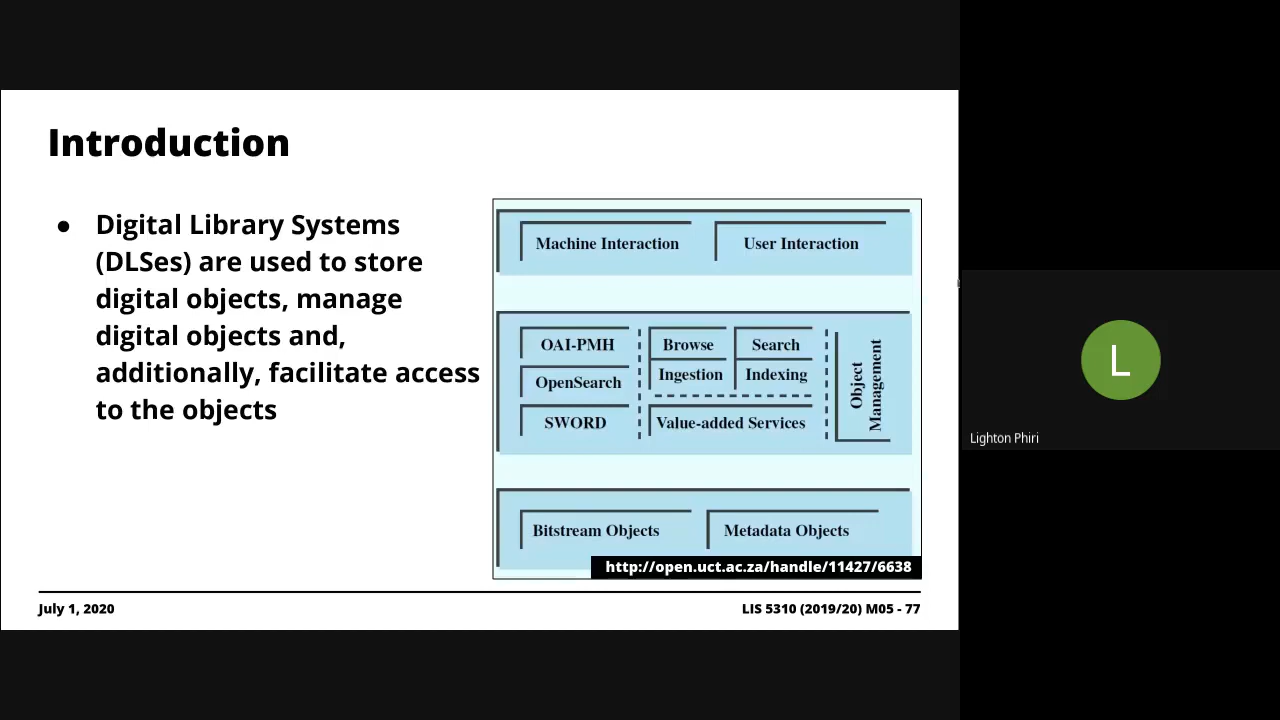 Introduction
● Digital Library Systems
(DLSes) are used to store
digital objects, manage
digital objects and,
additionally, facilitate access
to the objects
Machine Interaction
User Interaction
OAI-PMH
OpenSearch
SWORD
Browse
Search
Ingestion
Indexing
Value-added Services
Object
Management
Bitstream Objects
Metadata Objects
http://open.uct.ac.za/handle/11427/6638
July 1, 2020
LIS 5310 (2019/20) M05 - 77
L
Lighton Phiri